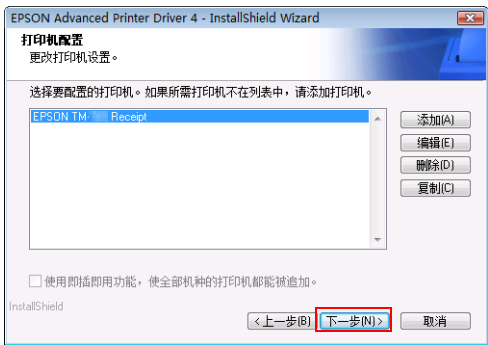 EPSON Advanced Printer Driver 4 - InstallShield Wizard
打印机配置
更改打印机设置。
选择要配置的打印机。如果所需打印机不在列表中，请添加打印机。
EPSON TM- Receipt
添加(A)
编辑(E)
删除(D)
复制(C)
使用即插即用功能，使全部机种的打印机都能被追加。
InstallShield
<上一步(B)
下一步(N)>
取消